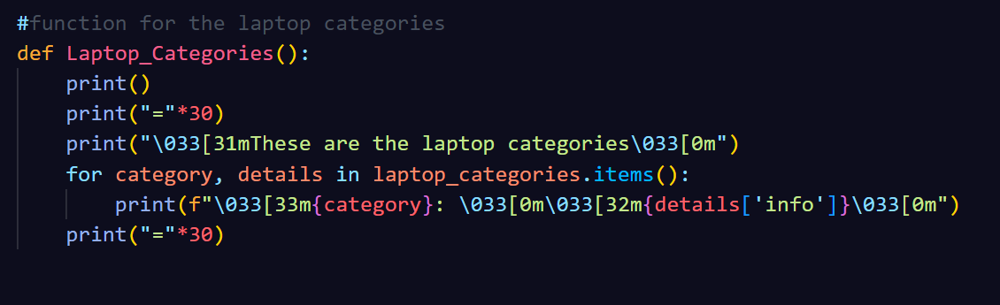 #function for the laptop categories
def Laptop_Categories():
    print()
    print("="*30)
    print("\033[31mThese are the laptop categories\033[0m")
    for category, details in laptop_categories.items():
        print(f"\033[33m{category}: \033[0m\033[32m{details['info']}\033[0m")
    print("="*30)